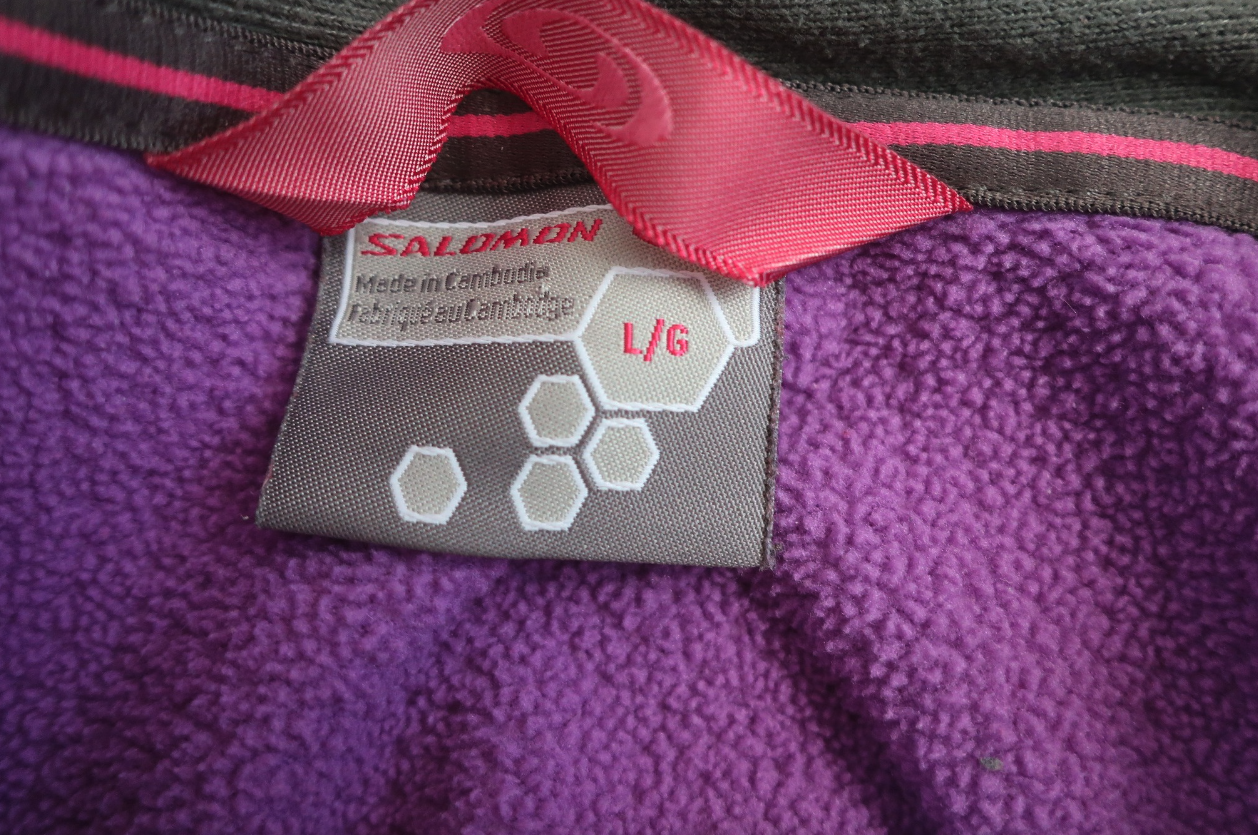 SALOMON
Made in Cambodia
Fabriqué au Cambodge
L/G